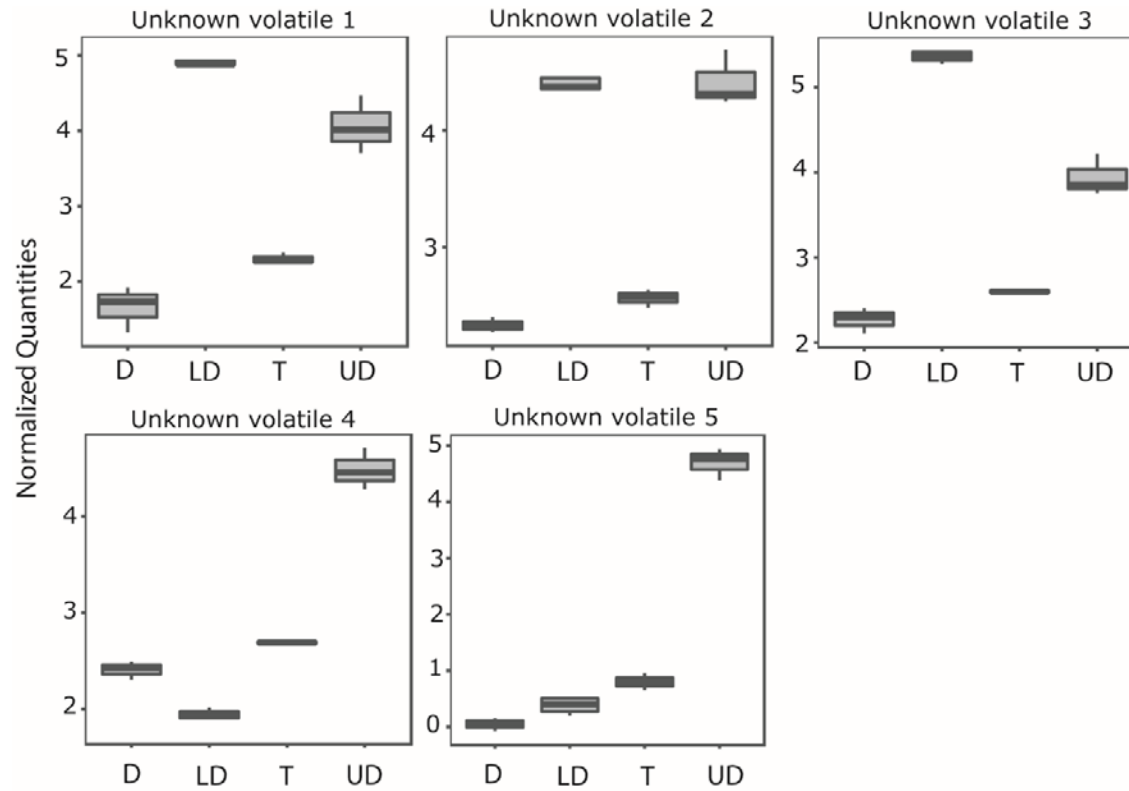 Unknown volatile 1
Unknown volatile 2
Unknown volatile 3
Normalized Quantities
5
4
3
2
D LD T UD
4
3
D LD T UD
5
4
3
2
D LD T UD
Unknown volatile 4
Unknown volatile 5
4
3
2
D LD T UD
5
4
3
2
1
0
D LD T UD